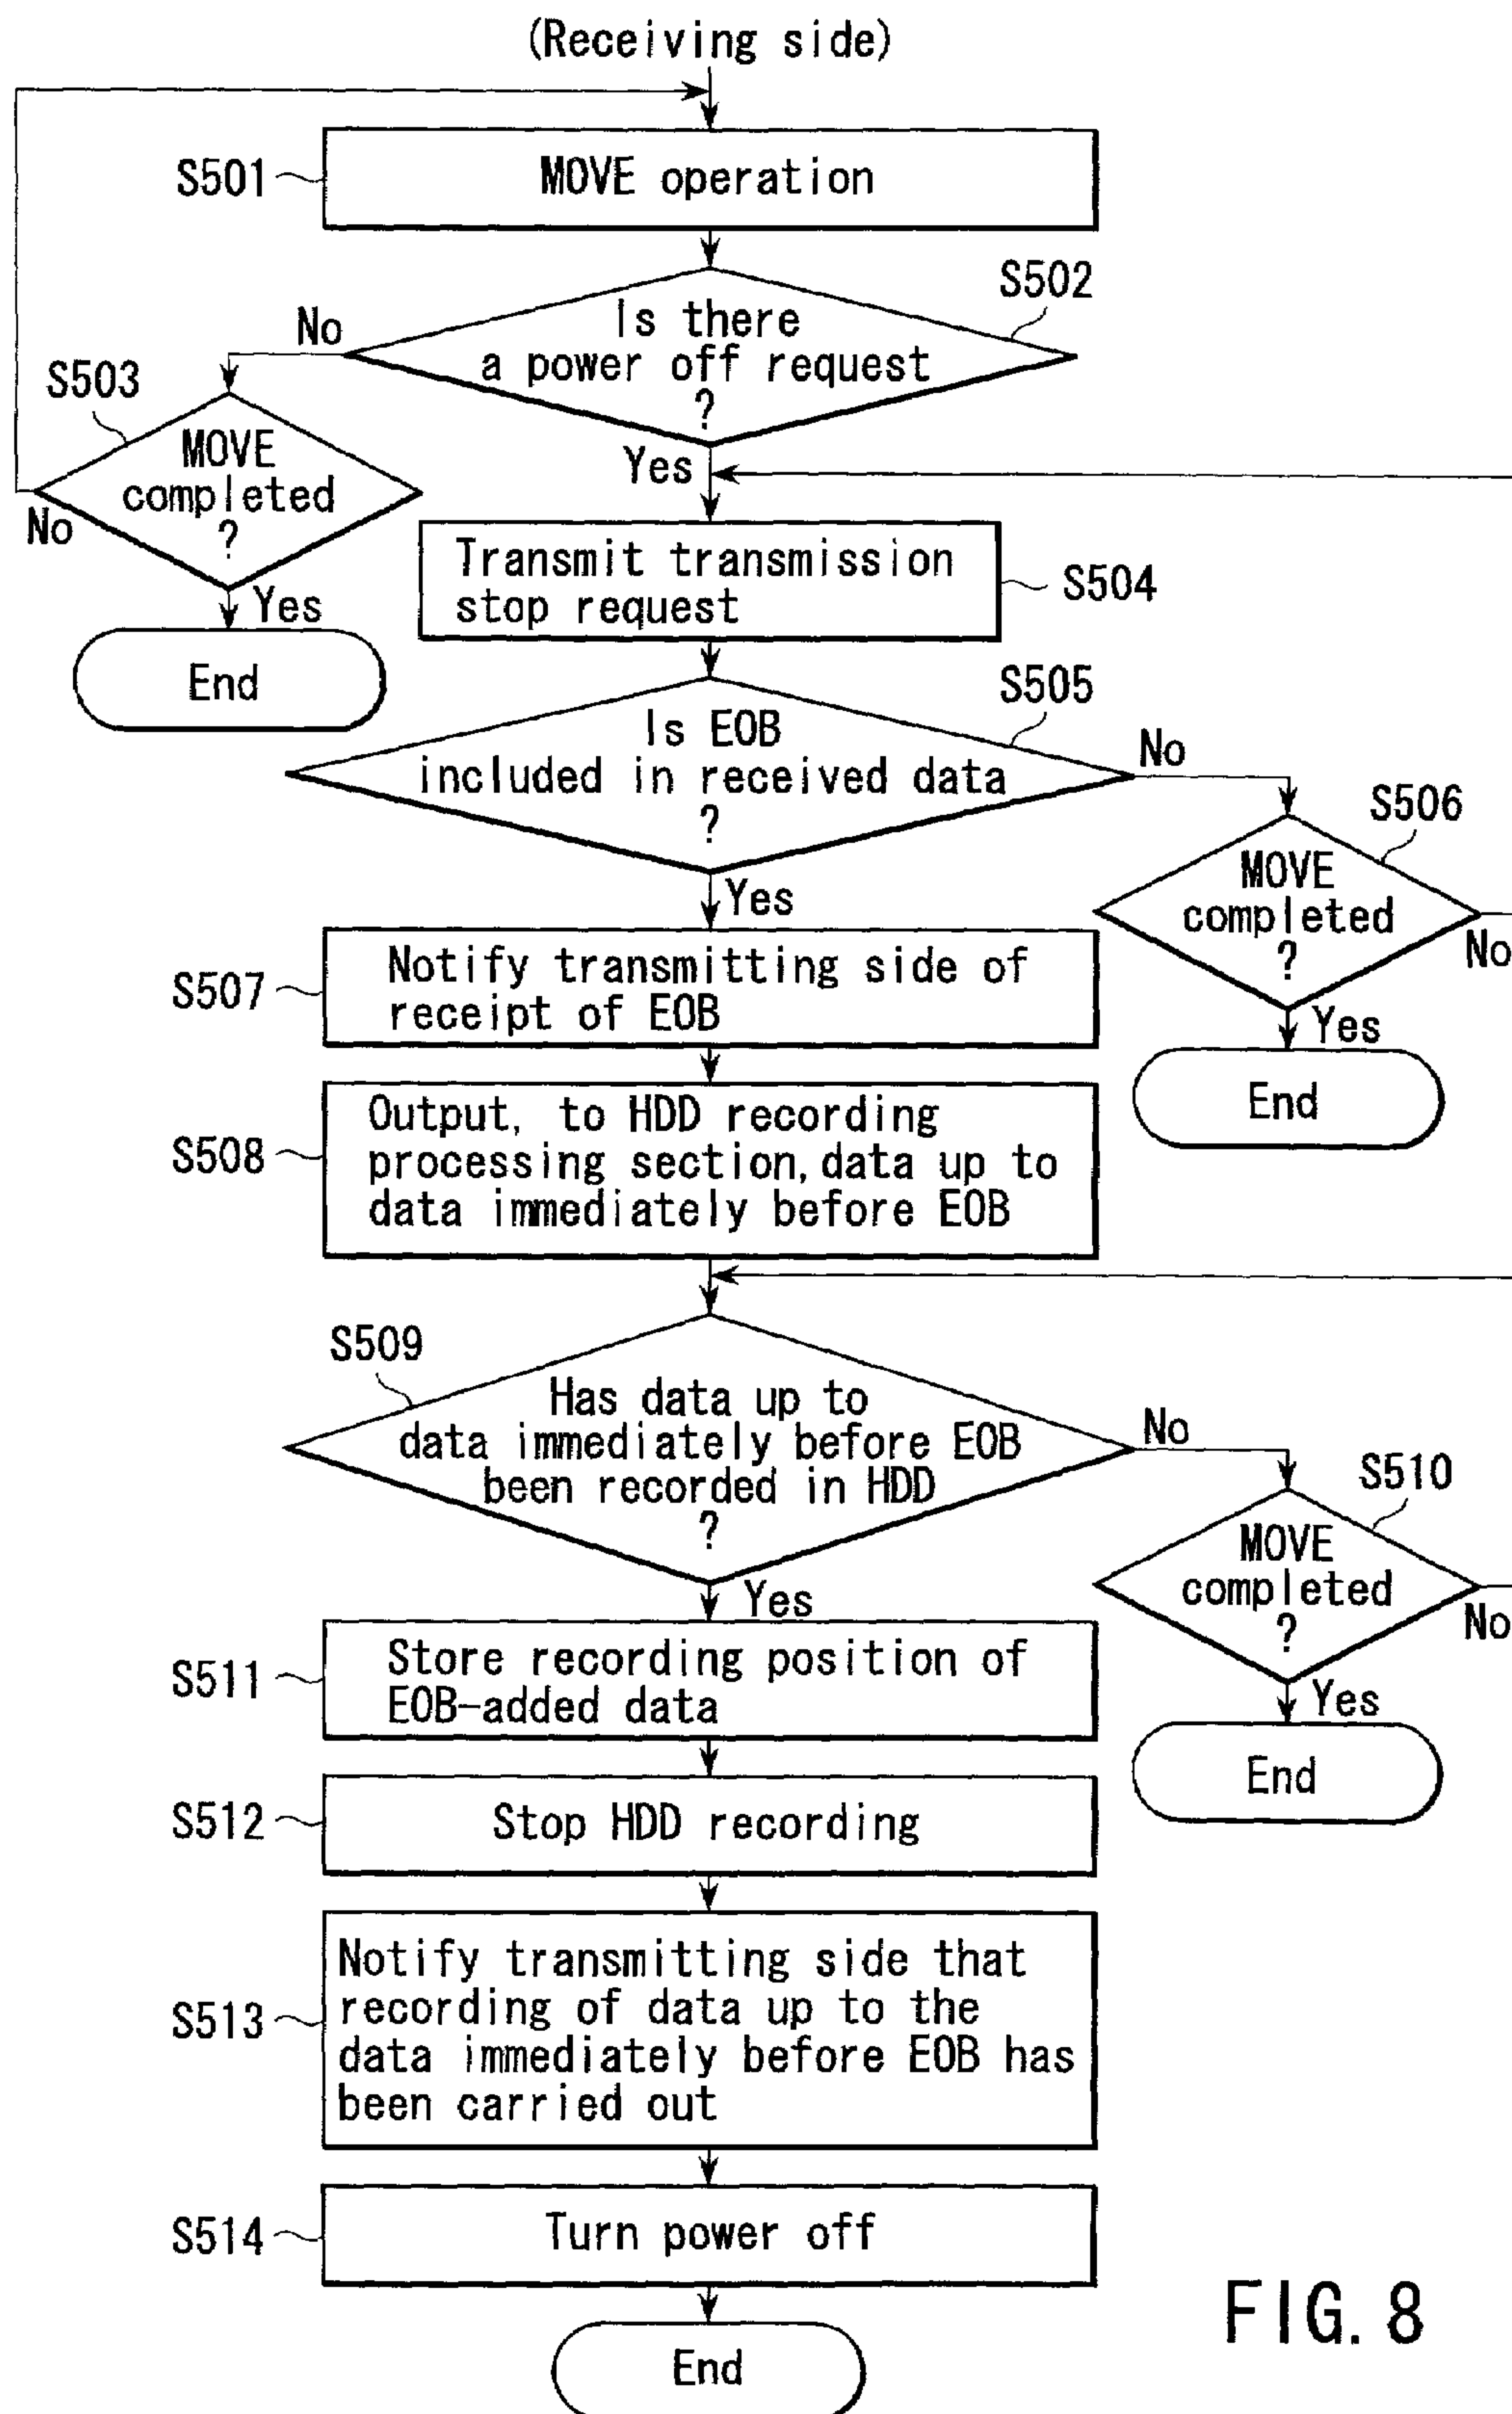 (Receiving side)
S501
MOVE operation
S502
Is there
a power off request
?
No
Yes
S503
MOVE
completed
?
No
Yes
End
Transmit transmission
stop request
S504
S505
Is EOB
included in received data
?
No
Yes
S506
MOVE
completed
?
No
Yes
End
S507
Notify transmitting side of
receipt of EOB
S508
Output, to HDD recording
processing section, data up to
data immediately before EOB
S509
Has data up to
data immediately before EOB
been recorded in HDD
?
No
Yes
S510
MOVE
completed
?
No
Yes
End
S511
Store recording position of
EOB-added data
S512
Stop HDD recording
S513
Notify transmitting side that
recording of data up to the
data immediately before EOB has
been carried out
S514
Turn power off
End
FIG. 8